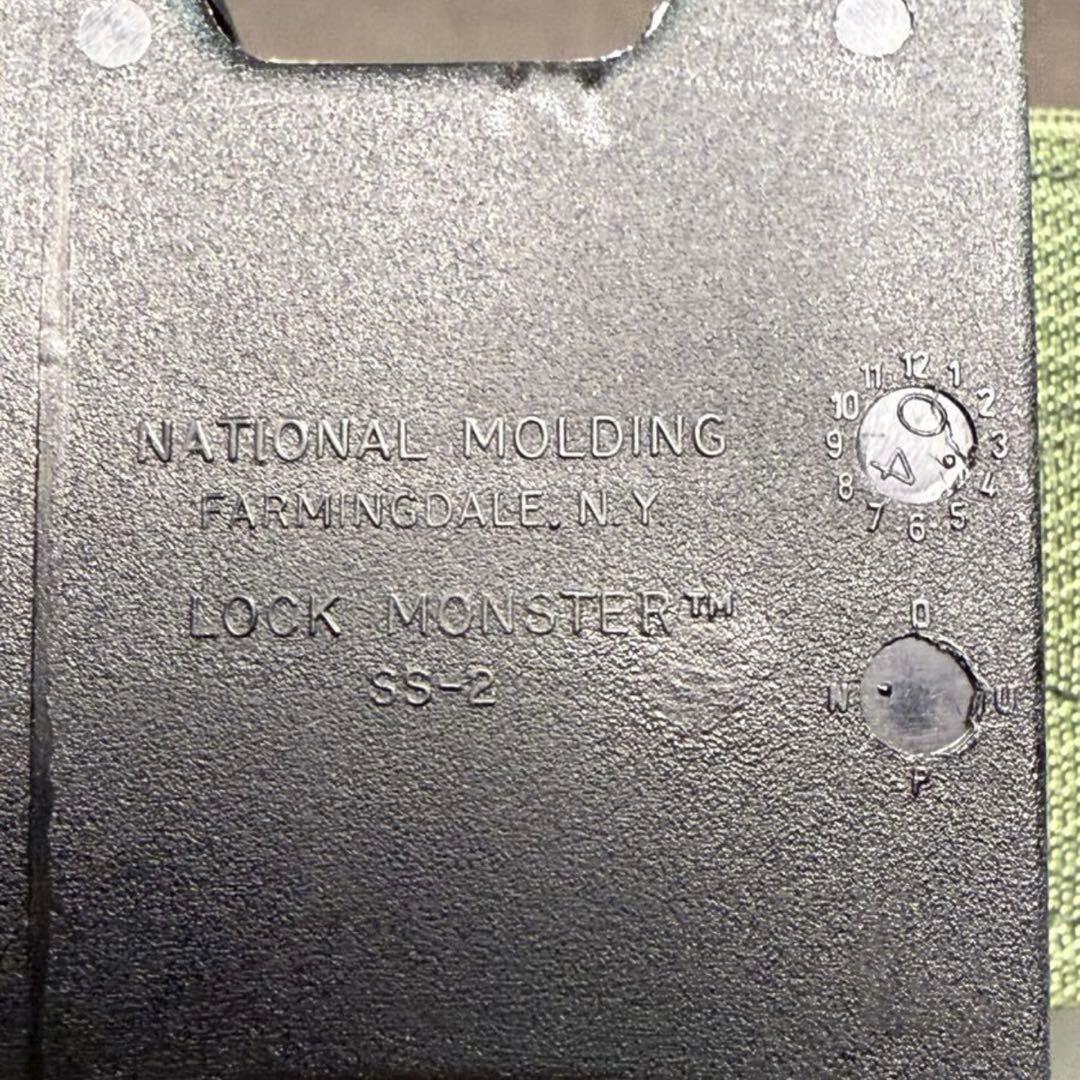 NATIONAL MOLDING
FARMINGDALE, N.Y
LOCK MONSTER™
SS-2
12
1
2
3
4
5
6
7
8
9
10
11
O
N
U
P